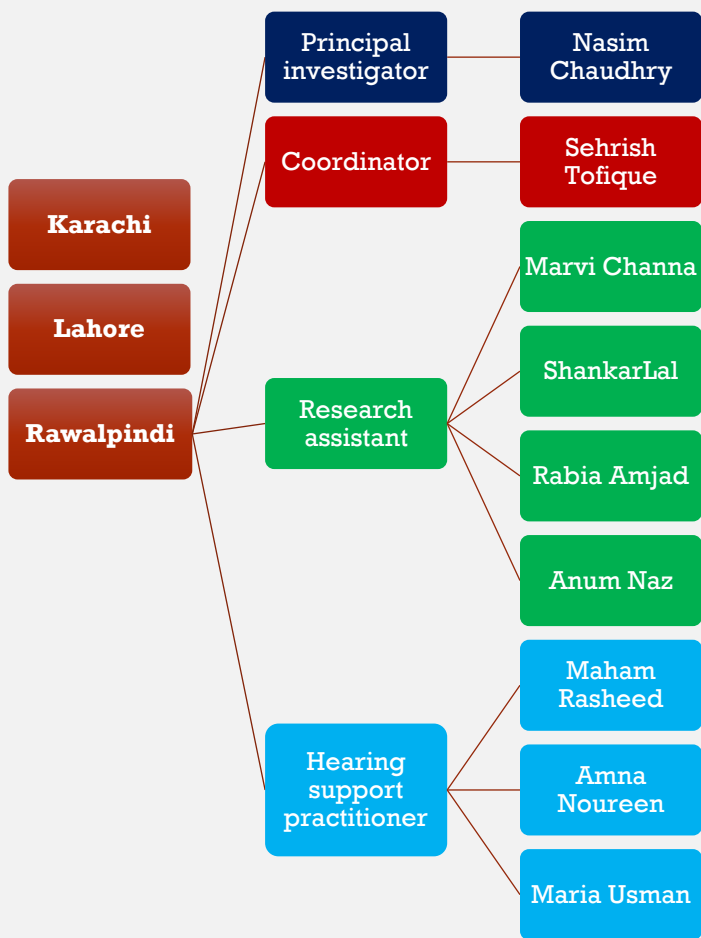 Karachi
Lahore
Rawalpindi
Principal
investigator
Nasim
Chaudhry
Coordinator
Sehrish
Tofique
Research
assistant
Marvi Channa
ShankarLal
Rabia Amjad
Anum Naz
Hearing
support
practitioner
Maham
Rasheed
Amna
Noureen
Maria Usman